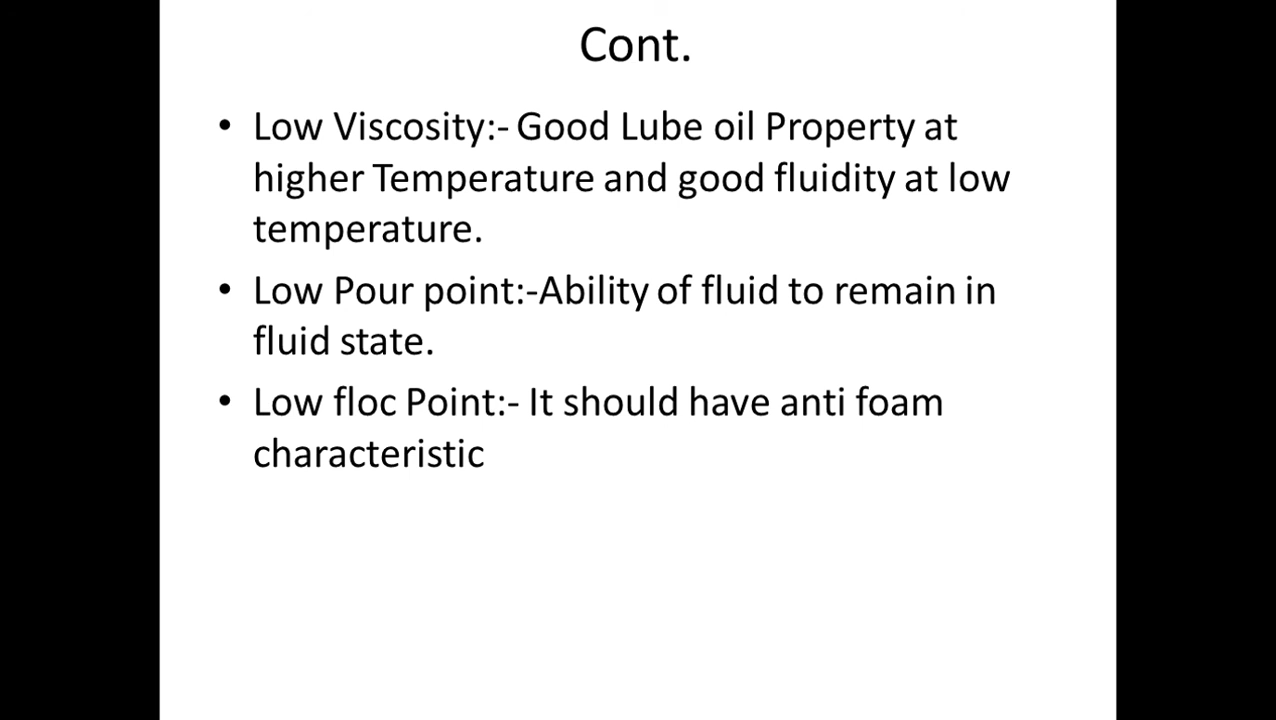 Cont.
• Low Viscosity:- Good Lube oil Property at
higher Temperature and good fluidity at low
temperature.
• Low Pour point:-Ability of fluid to remain in
fluid state.
• Low floc Point:- It should have anti foam
characteristic